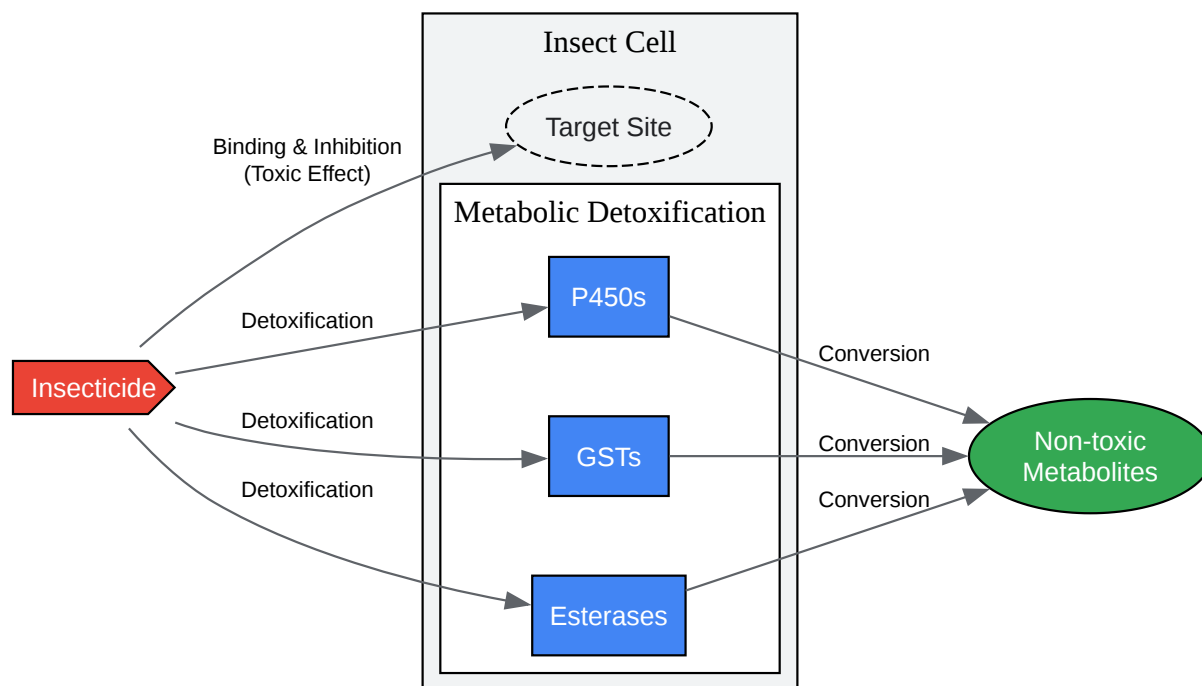 Insect Cell
Target Site
Binding & Inhibition
(Toxic Effect)
Metabolic Detoxification
P450s
Detoxification
Conversion
Insecticide
Detoxification
GSTs
Conversion
Non-toxic
Metabolites
Detoxification
Conversion
Esterases